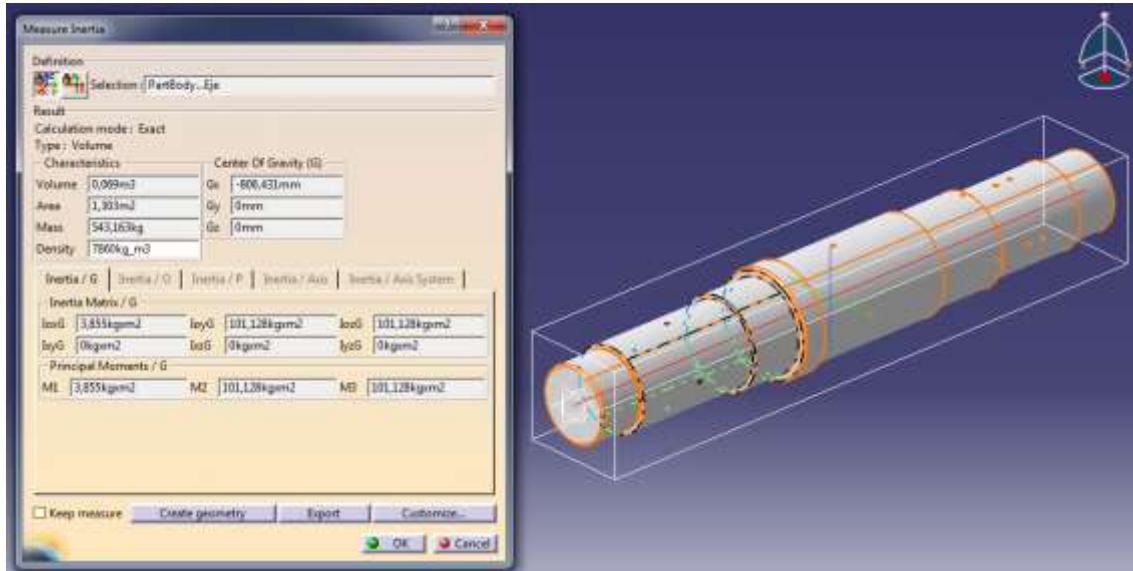 Measure Inertia
Definition
Selection : PartBody...Eje
Result
Calculation mode : Exact
Type : Volume
Characteristics Center Of Gravity (G)
Volume 0,069m3 Gx -808,431mm
Area 1,303m2 Gy 0mm
Mass 543,163kg Gz 0mm
Density 7860kg_m3
Inertia / G Inertia / O Inertia / P Inertia / Axis Inertia / Axis System
Inertia Matrix / G
IoxG 3,855kgxm2 IoyG 101,128kgxm2 IozG 101,128kgxm2
IxyG 0kgxm2 IxzG 0kgxm2 IyzG 0kgxm2
Principal Moments / G
M1 3,855kgxm2 M2 101,128kgxm2 M3 101,128kgxm2
Keep measure Create geometry Export Customize...
OK Cancel